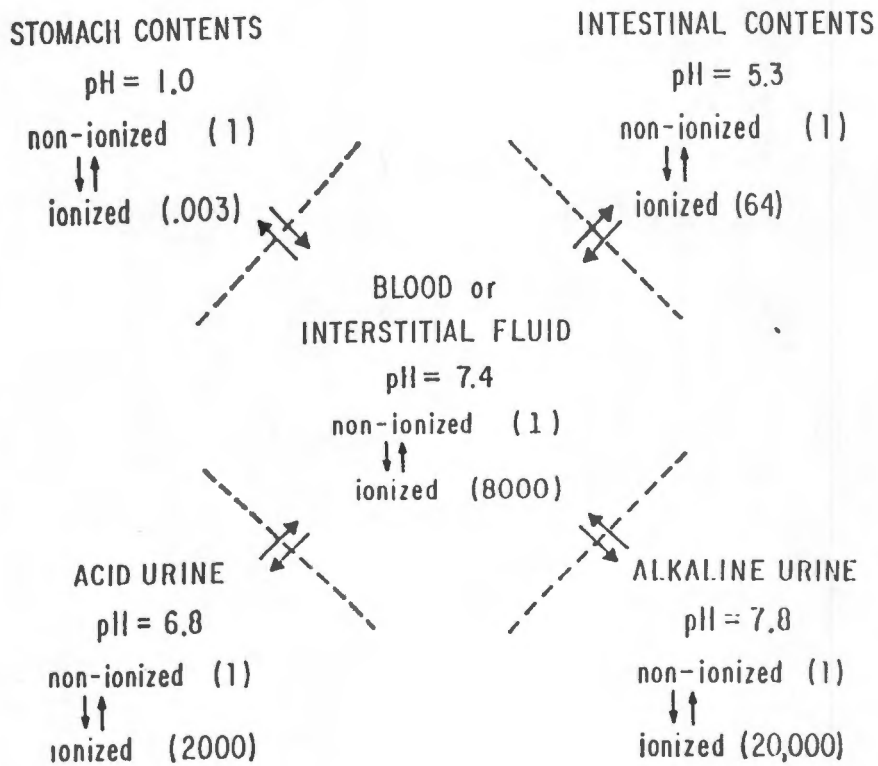 STOMACH CONTENTS
pH = 1.0
non-ionized (1)
ionized (.003)
INTESTINAL CONTENTS
pH = 5.3
non-ionized (1)
ionized (64)
BLOOD or
INTERSTITIAL FLUID
pH = 7.4
non-ionized (1)
ionized (8000)
ACID URINE
pH = 6.8
non-ionized (1)
ionized (2000)
ALKALINE URINE
pH = 7.8
non-ionized (1)
ionized (20,000)